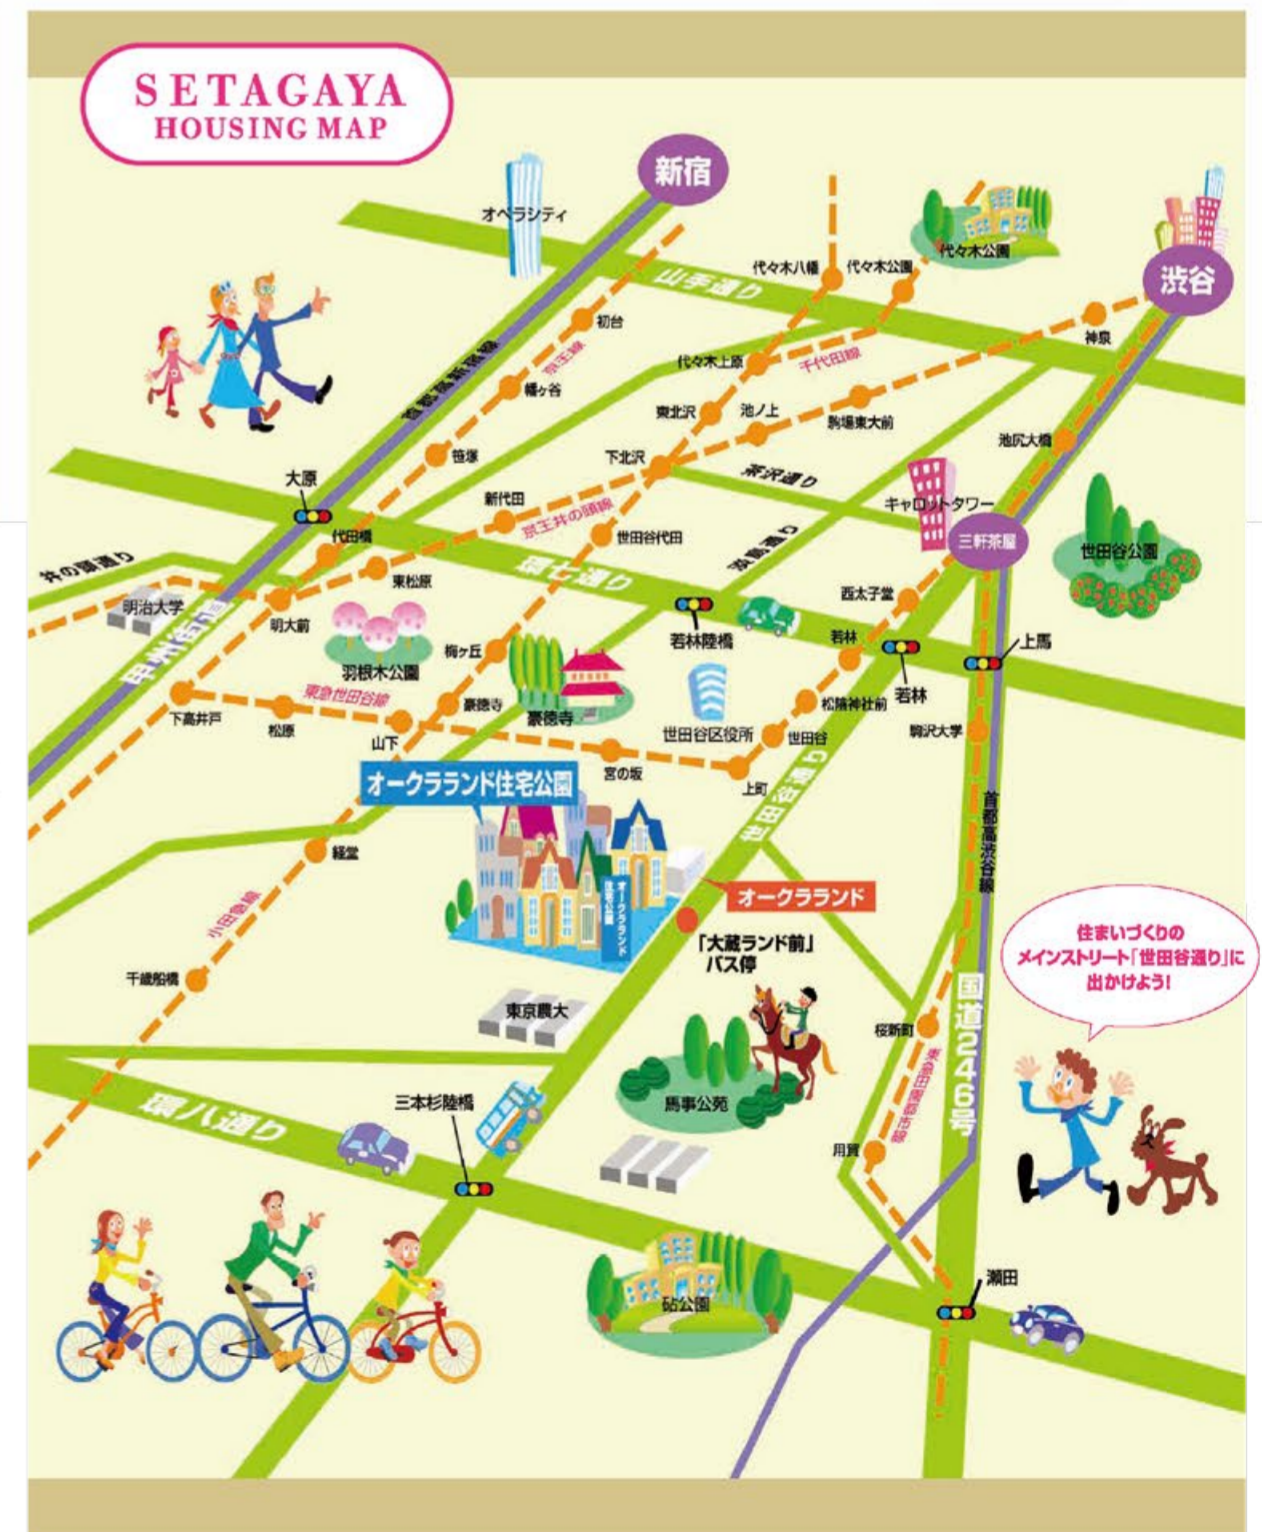 SETAGAYA
HOUSING MAP
新宿
オペラシティ
代々木公園
渋谷
代々木八幡
代々木公園
山手通り
神泉
初台
京王線
首都高新宿線
代々木上原
千代田線
幡ヶ谷
東北沢
池ノ上
駒場東大前
池尻大橋
笹塚
下北沢
茶沢通り
大原
新代田
京王井の頭線
キャロットタワー
代田橋
世田谷代田
淡島通り
三軒茶屋
世田谷公園
井の頭通り
東松原
環七通り
明治大学
西太子堂
明大前
若林陸橋
若林
上馬
甲州街道
羽根木公園
梅ヶ丘
東急世田谷線
豪徳寺
豪徳寺
若林
松陰神社前
下高井戸
松原
山下
世田谷区役所
世田谷
駒沢大学
宮の坂
上町
オークラランド住宅公園
世田谷通り
首都高渋谷線
経堂
オークラランド
住宅公園
オークラランド
小田急線
「大蔵ランド前」
バス停
住まいづくりの
メインストリート「世田谷通り」に
出かけよう!
千歳船橋
東京農大
国道246号
桜新町
東急田園都市線
環八通り
三本杉陸橋
馬事公苑
用賀
瀬田
砧公園